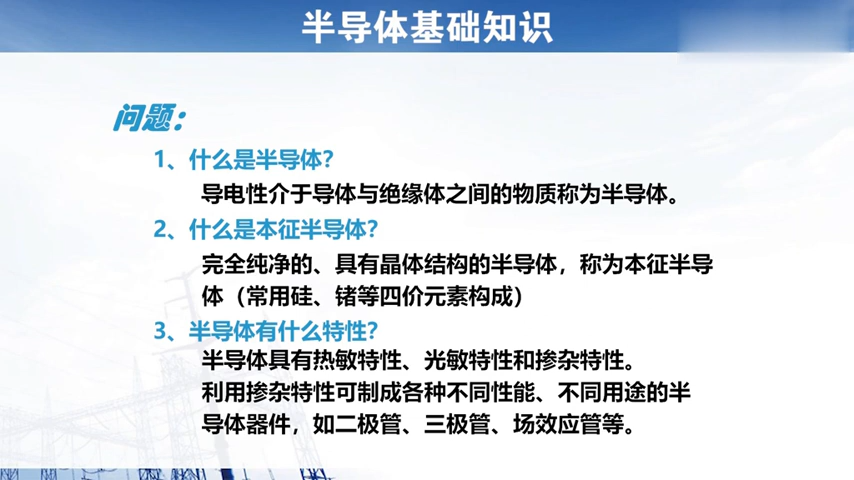 半导体基础知识
问题：
1、什么是半导体？
导电性介于导体与绝缘体之间的物质称为半导体。
2、什么是本征半导体？
完全纯净的、具有晶体结构的半导体，称为本征半导
体（常用硅、锗等四价元素构成）
3、半导体有什么特性？
半导体具有热敏特性、光敏特性和掺杂特性。
利用掺杂特性可制成各种不同性能、不同用途的半
导体器件，如二极管、三极管、场效应管等。